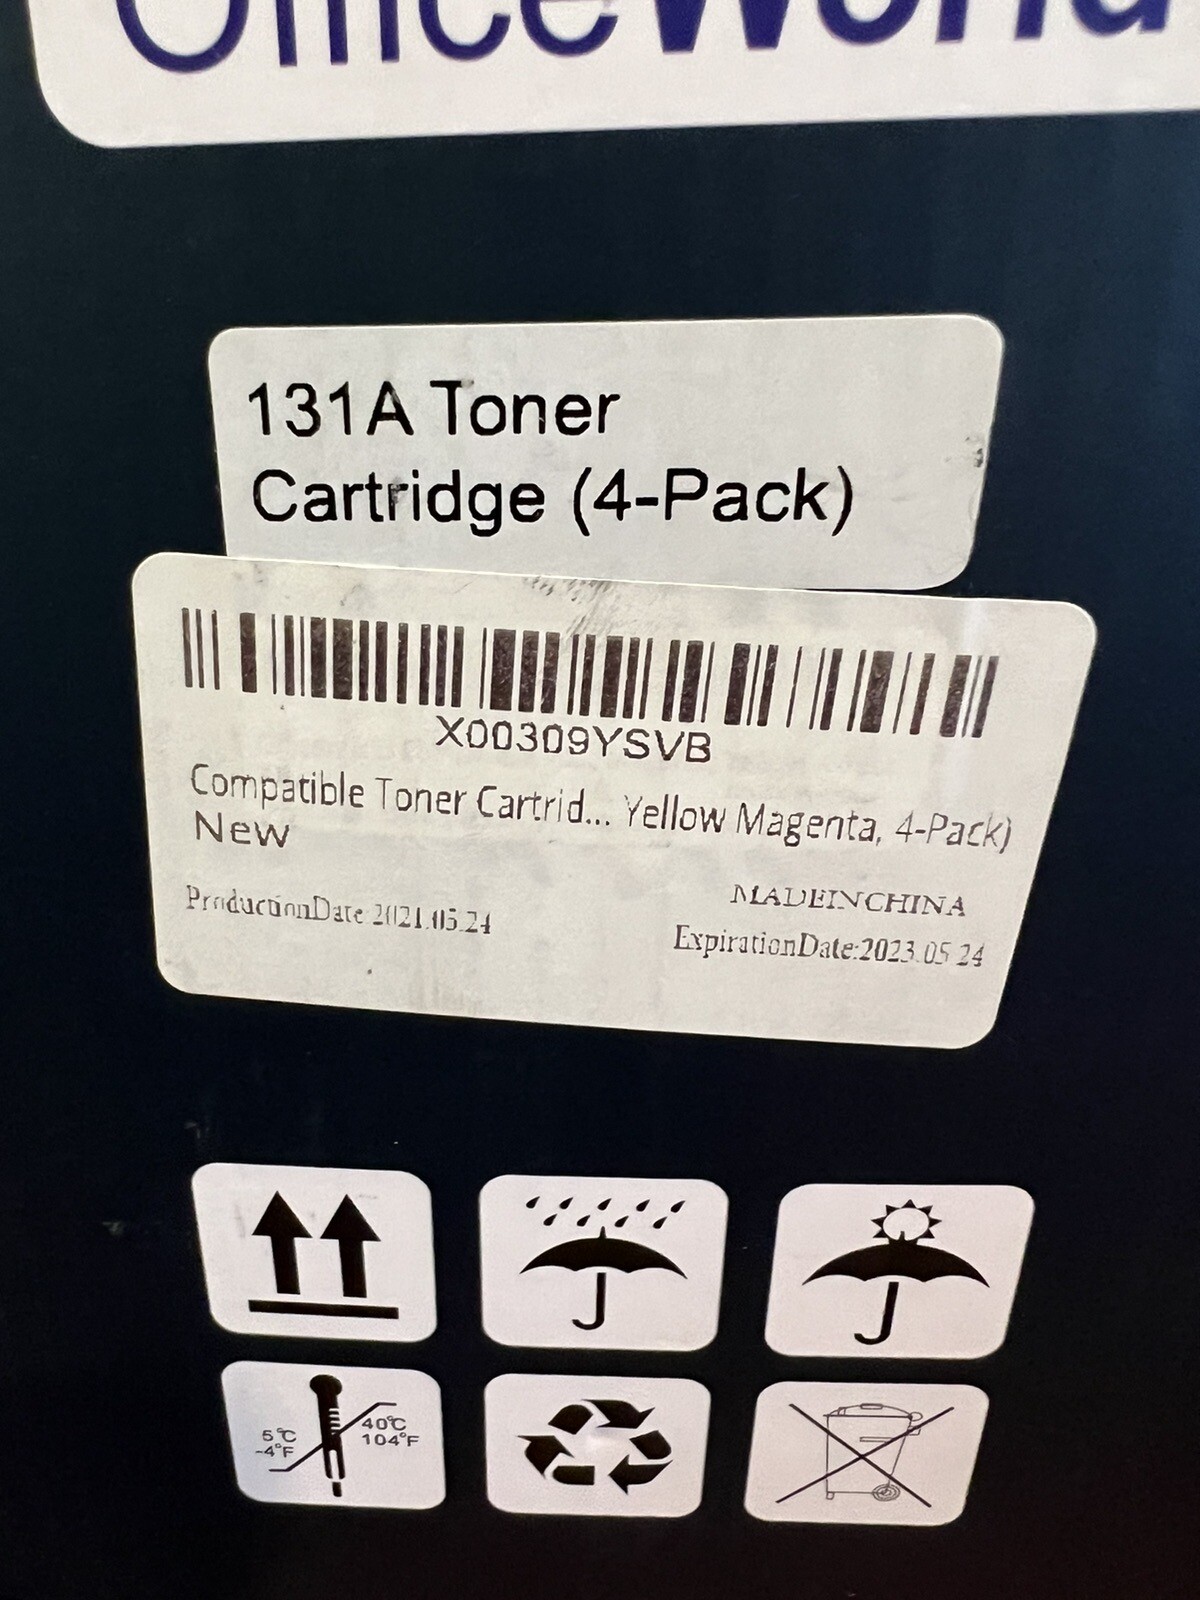 OfficeWorld
131A Toner
Cartridge (4-Pack)
X00309YSVB
Compatible Toner Cartrid... Yellow Magenta, 4-Pack)
New
ProductionDate:2021.05.24
MADEINCHINA
ExpirationDate:2023.05.24
5℃
-4°F
40℃
104°F